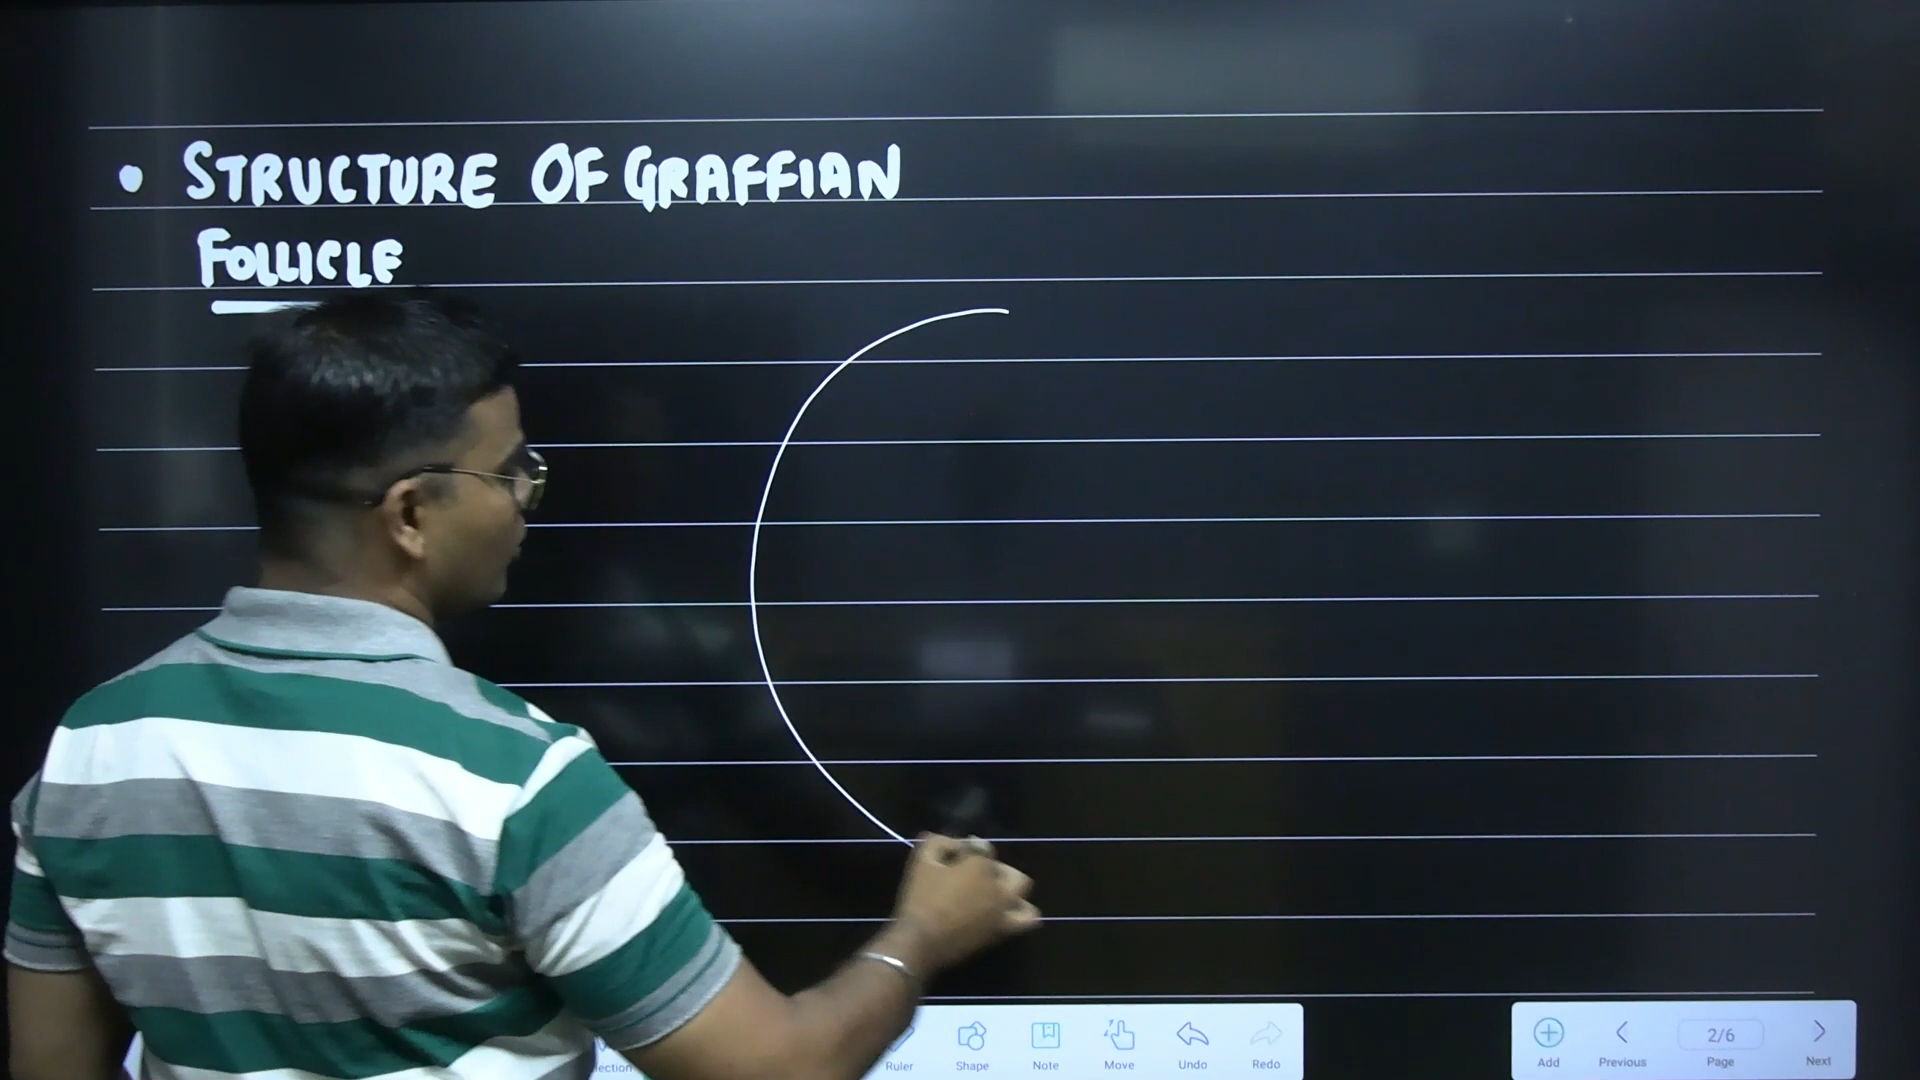 • STRUCTURE OF GRAFFIAN
FOLLICLE
Ruler
Shape
Note
Move
Undo
Redo
Add
Previous
2/6
Page
Next